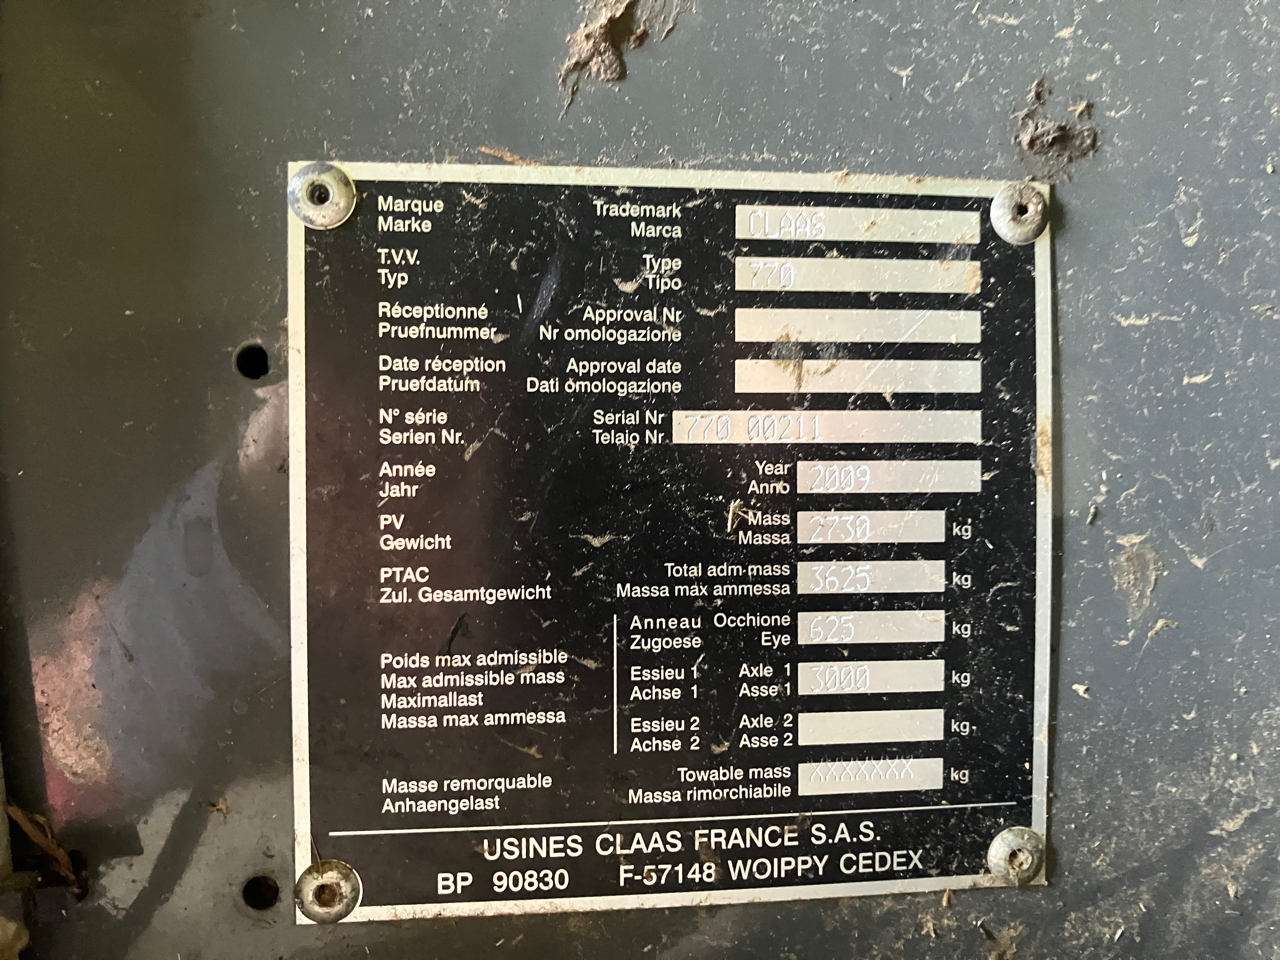 Marque Trademark CLAAS
Marke Marca
T.V.V. Type 770
Typ Tipo
Réceptionné Approval Nr
Pruefnummer Nr omologazione
Date réception Approval date
Pruefdatum Dati omologazione
N° série Serial Nr 770 00211
Serien Nr. Telaio Nr
Année Year 2009
Jahr Anno
PV Mass 2730 kg
Gewicht Massa
PTAC Total adm.mass 3625 kg
Zul. Gesamtgewicht Massa max ammessa
Anneau Occhione 625 kg
Zugoese Eye
Poids max admissible
Max admissible mass Essieu 1 Axle 1 3000 kg
Maximallast Achse 1 Asse 1
Massa max ammessa Essieu 2 Axle 2 kg
Achse 2 Asse 2
Masse remorquable Towable mass XXXXXXX kg
Anhaengelast Massa rimorchiabile
USINES CLAAS FRANCE S.A.S.
BP 90830 F-57148 WOIPPY CEDEX